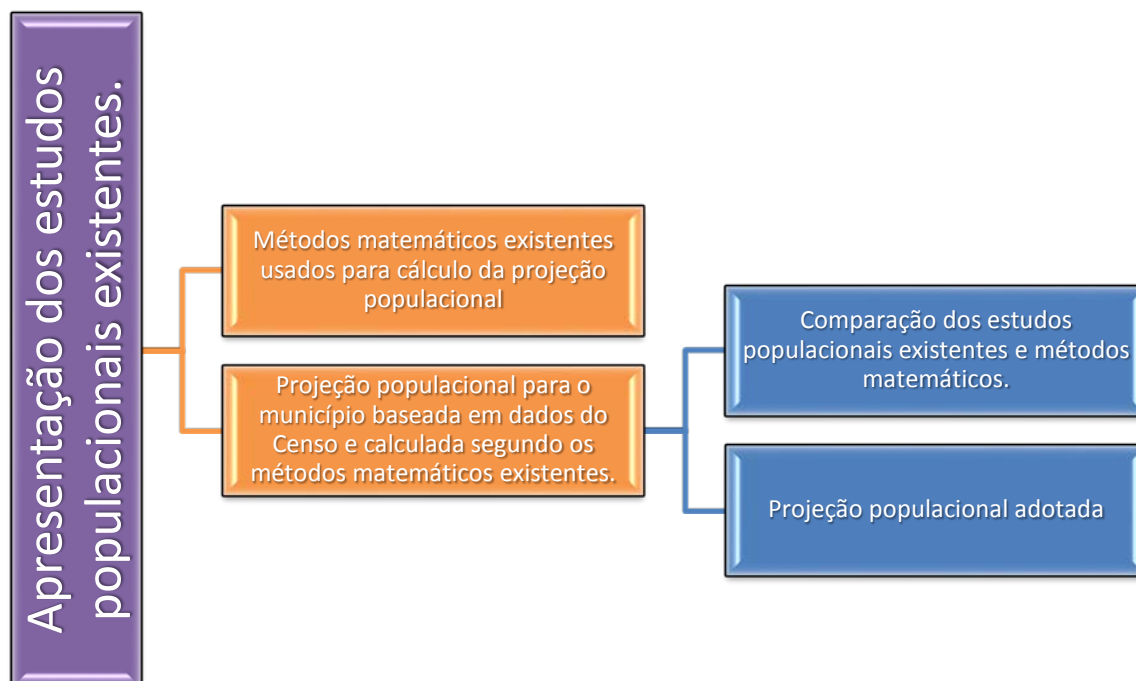 Apresentação dos estudos
populacionais existentes.
Métodos matemáticos existentes
usados para cálculo da projeção
populacional
Projeção populacional para o
município baseada em dados do
Censo e calculada segundo os
métodos matemáticos existentes.
Comparação dos estudos
populacionais existentes e métodos
matemáticos.
Projeção populacional adotada